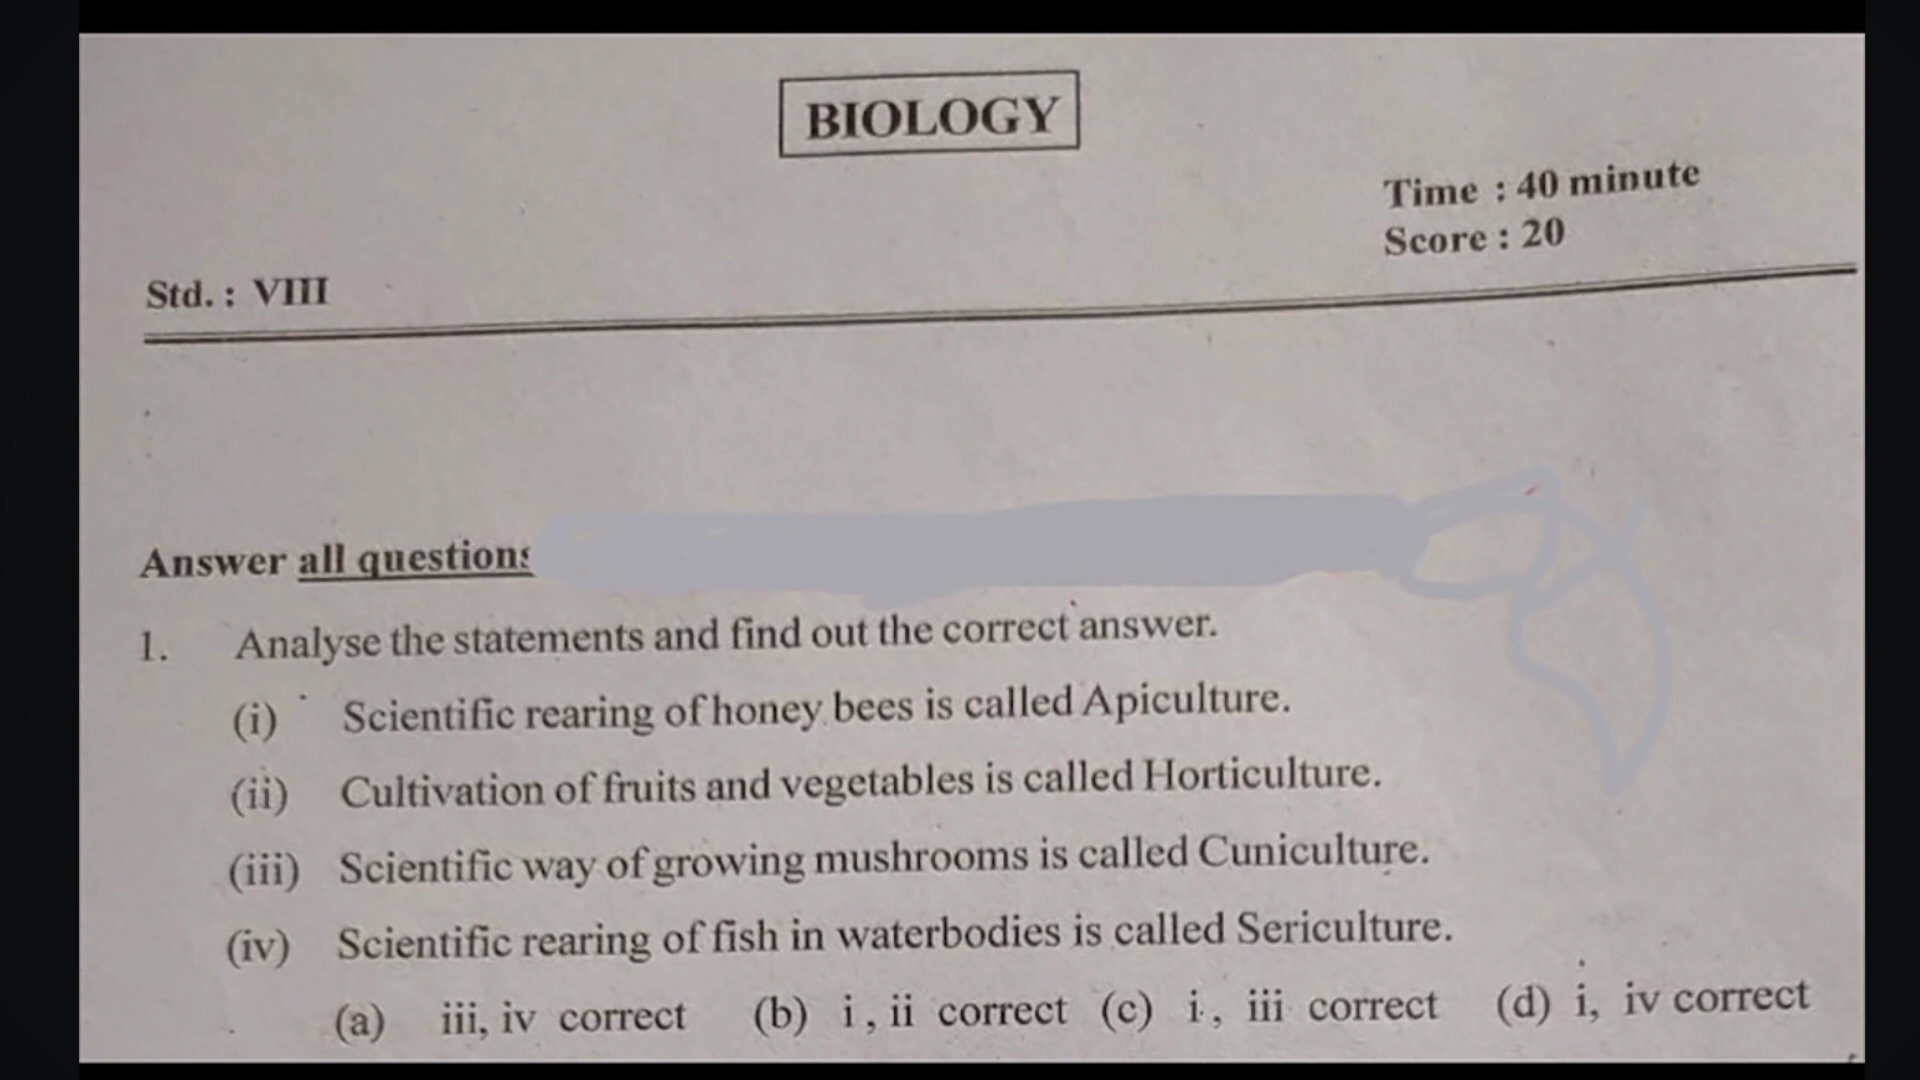 BIOLOGY
Time : 40 minute
Score : 20
Std. : VIII
Answer all questions
1. Analyse the statements and find out the correct answer.
(i) Scientific rearing of honey bees is called Apiculture.
(ii) Cultivation of fruits and vegetables is called Horticulture.
(iii) Scientific way of growing mushrooms is called Cuniculture.
(iv) Scientific rearing of fish in waterbodies is called Sericulture.
(a) iii, iv correct (b) i , ii correct (c) i , iii correct (d) i, iv correct